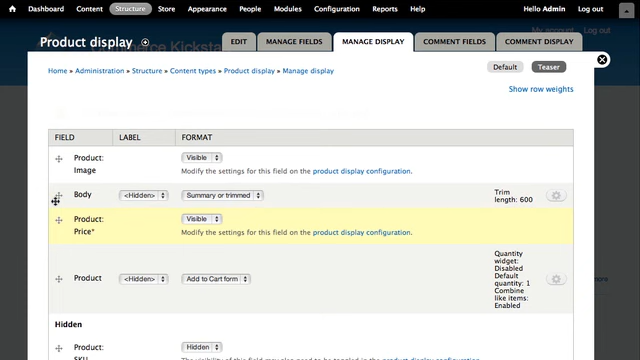 Dashboard Content Structure Store Appearance People Modules Configuration Reports Help Hello Admin Log out
My account Log out
Product display
EDIT MANAGE FIELDS MANAGE DISPLAY COMMENT FIELDS COMMENT DISPLAY
Home » Administration » Structure » Content types » Product display » Manage display
Default Teaser
Show row weights
FIELD LABEL FORMAT
Product: Visible
Image Modify the settings for this field on the product display configuration.
Body <Hidden> Summary or trimmed Trim
length: 600
Product: Visible
Price* Modify the settings for this field on the product display configuration.
Quantity
widget:
Disabled
Default
Product <Hidden> Add to Cart form quantity: 1
Combine
like items:
Enabled
Hidden
Product: Hidden